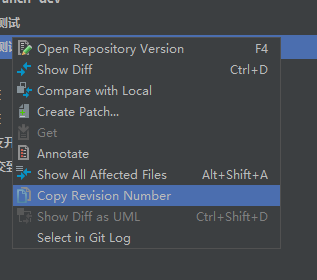 测试
Open Repository Version F4
Show Diff Ctrl+D
Compare with Local
Create Patch...
Get
Annotate
Show All Affected Files Alt+Shift+A
Copy Revision Number
Show Diff as UML Ctrl+Shift+D
Select in Git Log